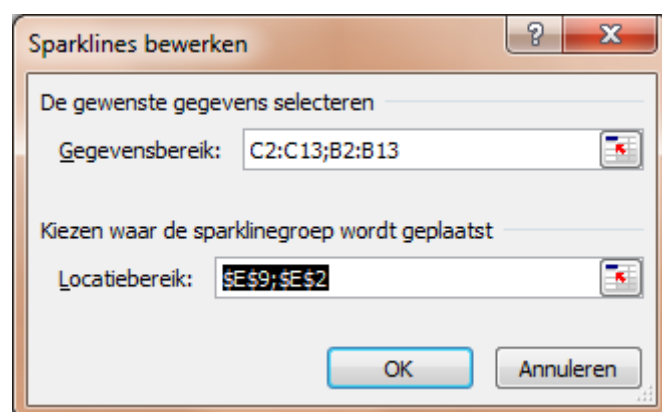 Sparklines bewerken
?
X
De gewenste gegevens selecteren
Gegevensbereik: C2:C13;B2:B13
Kiezen waar de sparklinegroep wordt geplaatst
Locatiebereik: $E$9;$E$2
OK Annuleren